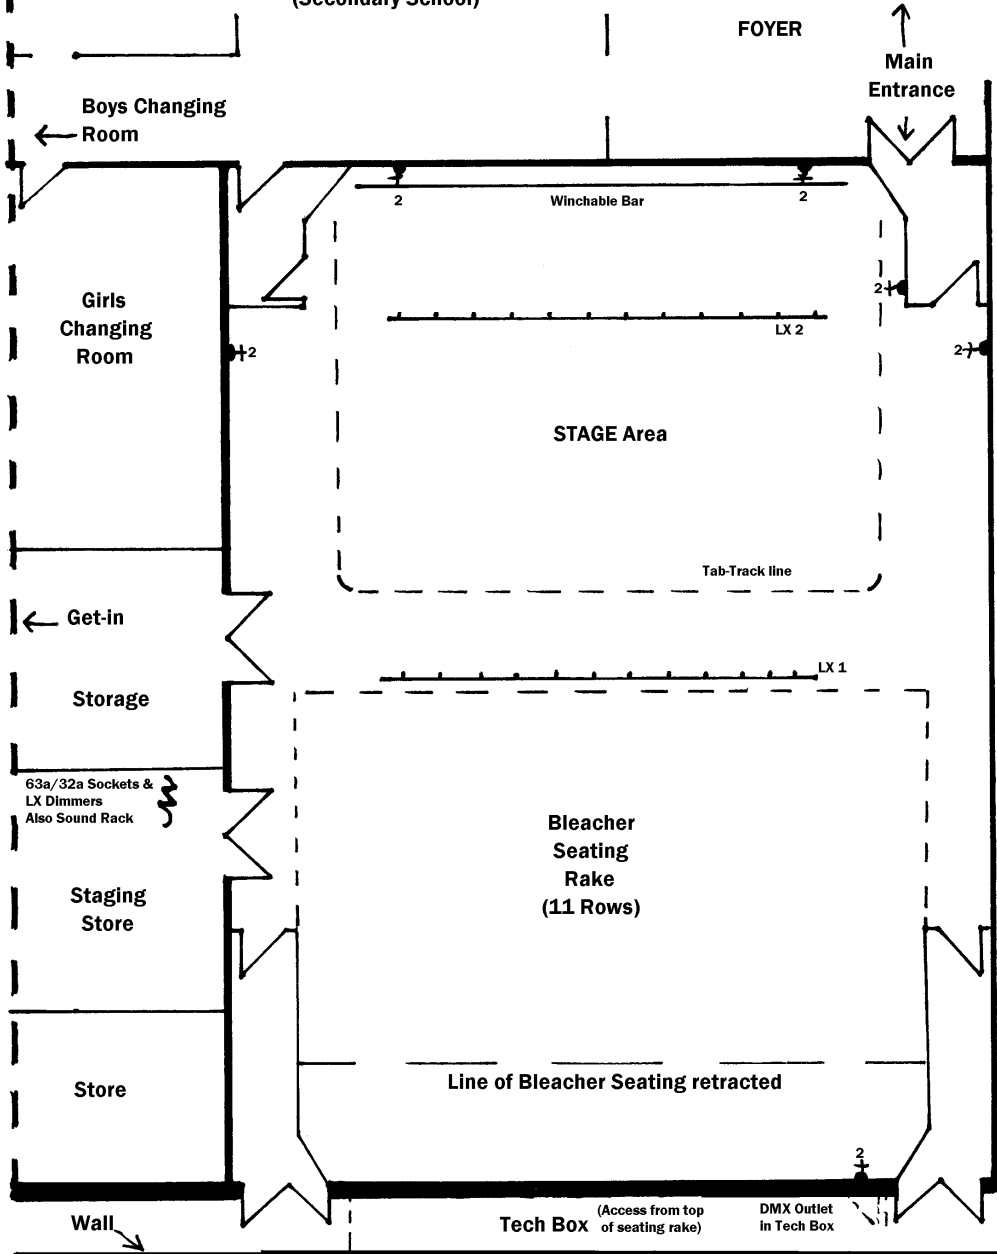 (Secondary School)
FOYER
Main
Entrance
Boys Changing
Room
2
Winchable Bar
2
Girls
Changing
Room
2
LX 2
2
2
STAGE Area
Tab-Track line
Get-in
LX 1
Storage
63a/32a Sockets &
LX Dimmers
Also Sound Rack
Bleacher
Seating
Rake
(11 Rows)
Staging
Store
Line of Bleacher Seating retracted
Store
2
Wall
Tech Box
(Access from top
of seating rake)
DMX Outlet
in Tech Box